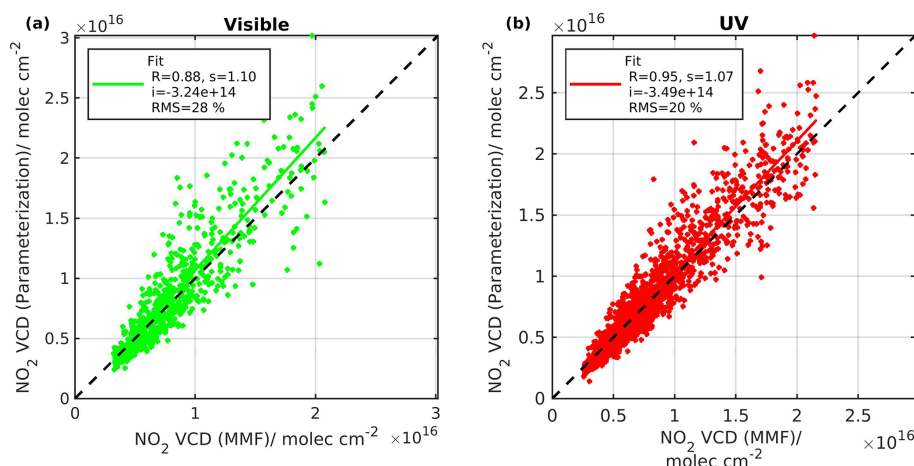 (a)
Visible
×10^16
3
2.5
2
1.5
1
0.5
0
0
1
2
3
NO2 VCD (Parameterization)/ molec cm^-2
NO2 VCD (MMF)/ molec cm^-2
×10^16
Fit
R=0.88, s=1.10
i=-3.24e+14
RMS=28 %
(b)
UV
×10^16
2.5
2
1.5
1
0.5
0
0
0.5
1
1.5
2
2.5
NO2 VCD (Parameterization)/ molec cm^-2
NO2 VCD (MMF)/
molec cm^-2
×10^16
Fit
R=0.95, s=1.07
i=-3.49e+14
RMS=20 %